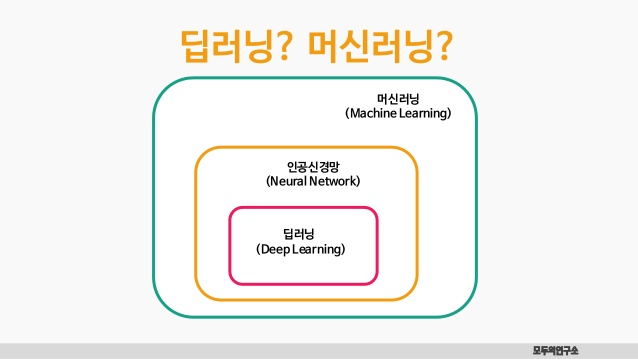 딥러닝? 머신러닝?
머신러닝
(Machine Learning)
인공신경망
(Neural Network)
딥러닝
(Deep Learning)
모두의연구소